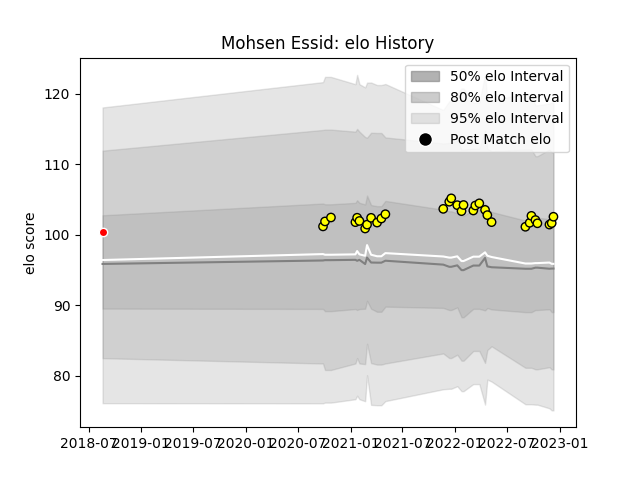 Mohsen Essid: elo History
50% elo Interval
80% elo Interval
95% elo Interval
Post Match elo
elo score
120
110
100
90
80
2018-07 2019-01 2019-07 2020-01 2020-07 2021-01 2021-07 2022-01 2022-07 2023-01